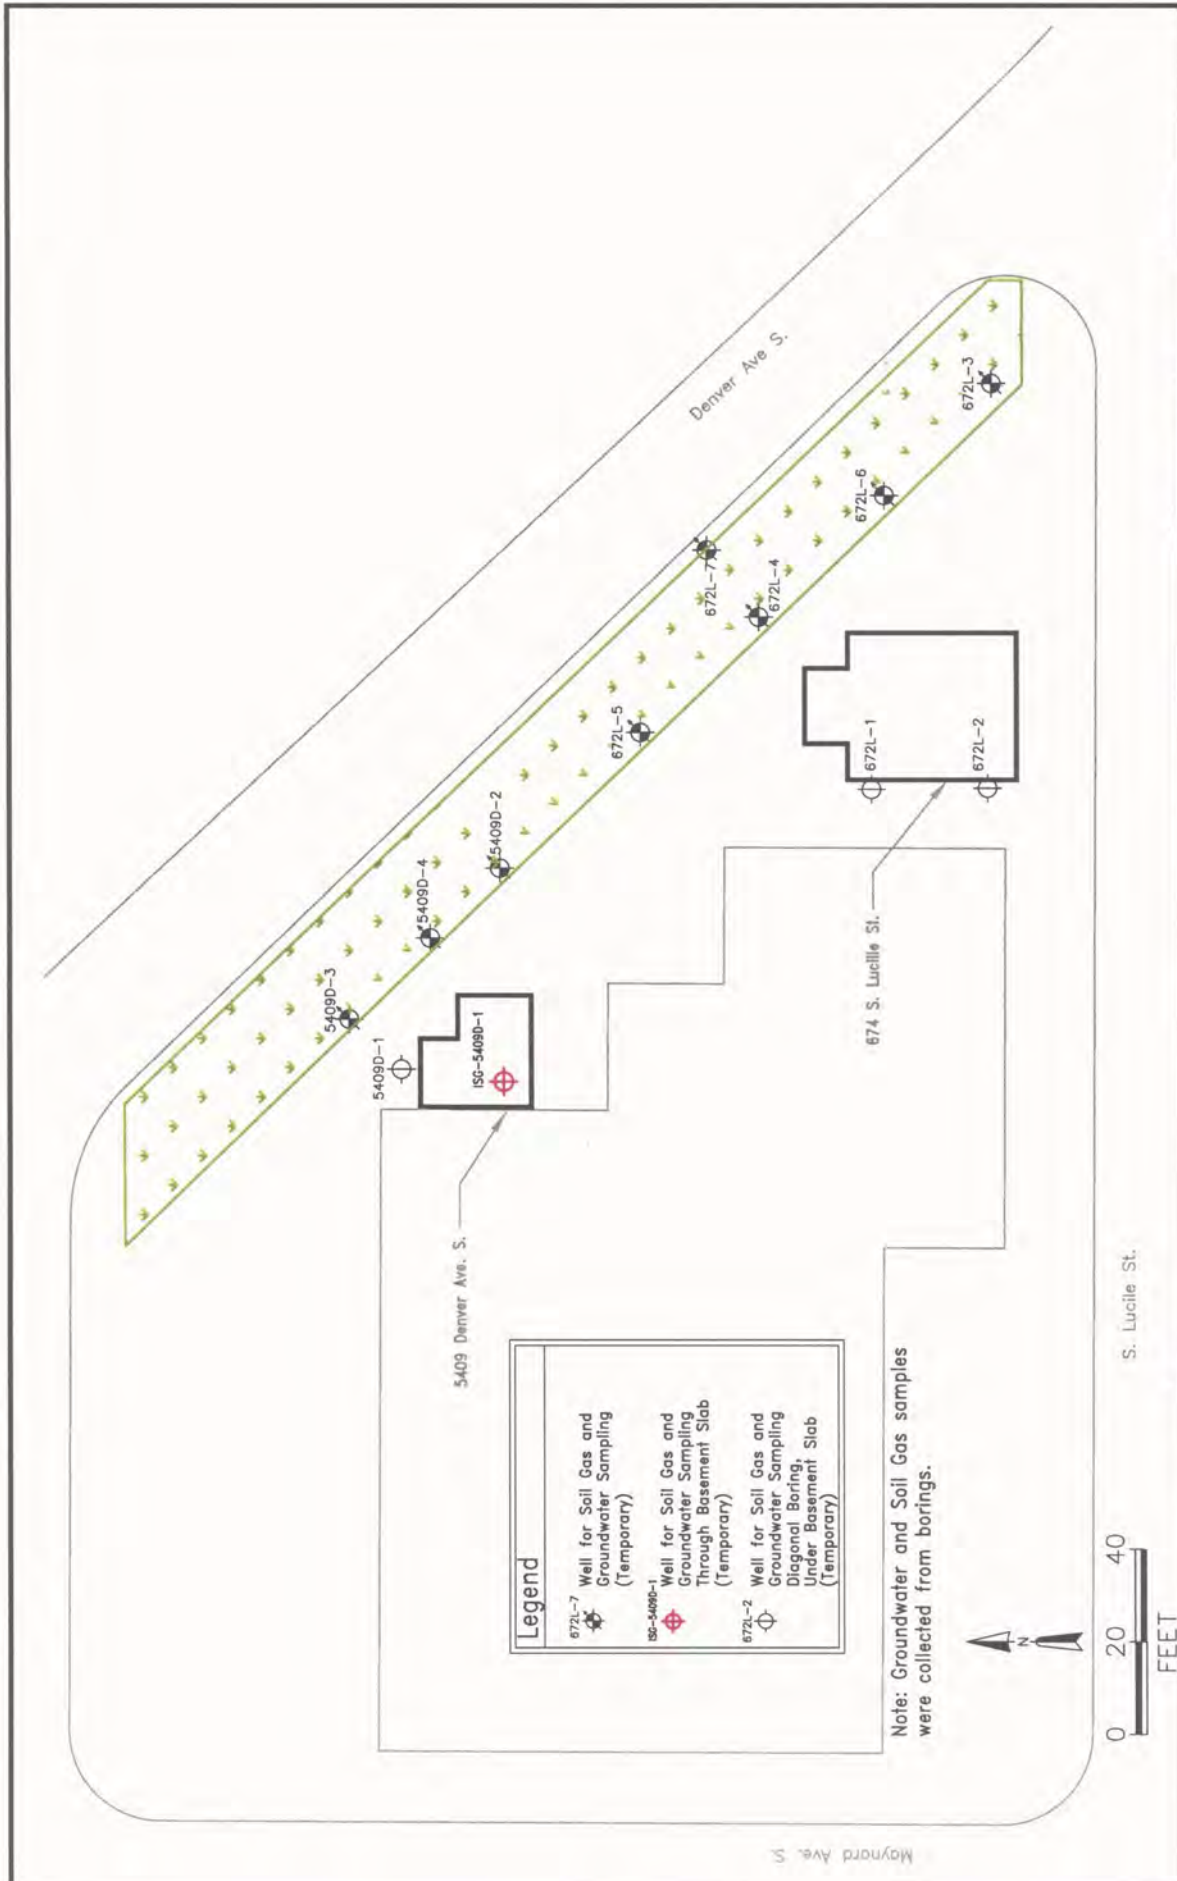 Denver Ave S.
5409D-3
5409D-4
5409D-2
5409D-1
ISG-5409D-1
672L-5
672L-7
672L-4
672L-6
672L-3
672L-1
672L-2
5409 Denver Ave. S.
674 S. Lucille St.
Legend
672L-7
Well for Soil Gas and
Groundwater Sampling
(Temporary)
ISG-5409D-1
Well for Soil Gas and
Groundwater Sampling
Through Basement Slab
(Temporary)
672L-2
Well for Soil Gas and
Groundwater Sampling
Diagonal Boring,
Under Basement Slab
(Temporary)
Note: Groundwater and Soil Gas samples
were collected from borings.
N
0 20 40
FEET
S. Lucile St.
Maynard Ave. S.